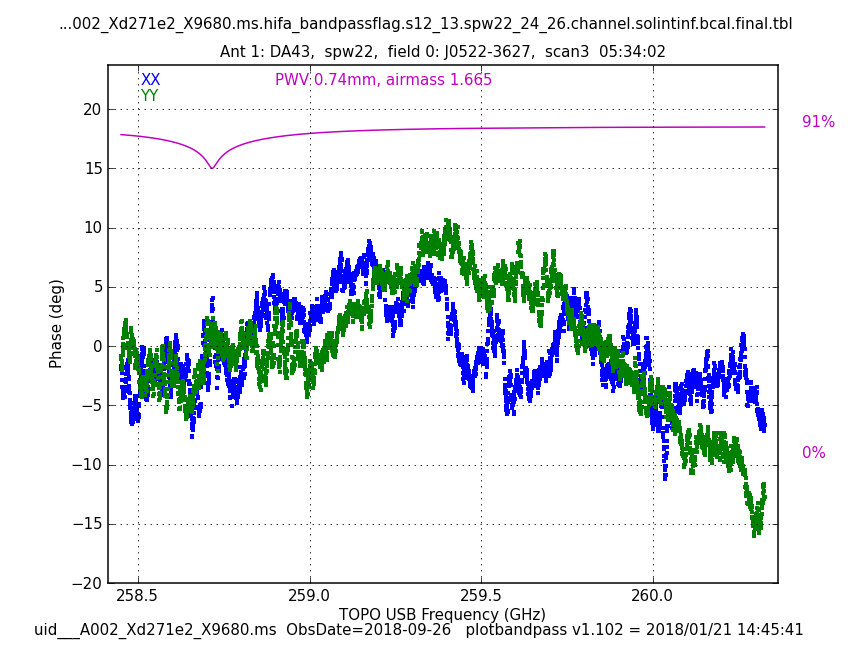 ...002_Xd271e2_X9680.ms.hifa_bandpassflag.s12_13.spw22_24_26.channel.solintinf.bcal.final.tbl
Ant 1: DA43,  spw22,  field 0: J0522-3627,  scan3  05:34:02
XX
PWV 0.74mm, airmass 1.665
YY
20
91%
15
10
5
0
−5
−10
0%
−15
−20
Phase (deg)
258.5
259.0
259.5
260.0
TOPO USB Frequency (GHz)
uid___A002_Xd271e2_X9680.ms  ObsDate=2018-09-26   plotbandpass v1.102 = 2018/01/21 14:45:41